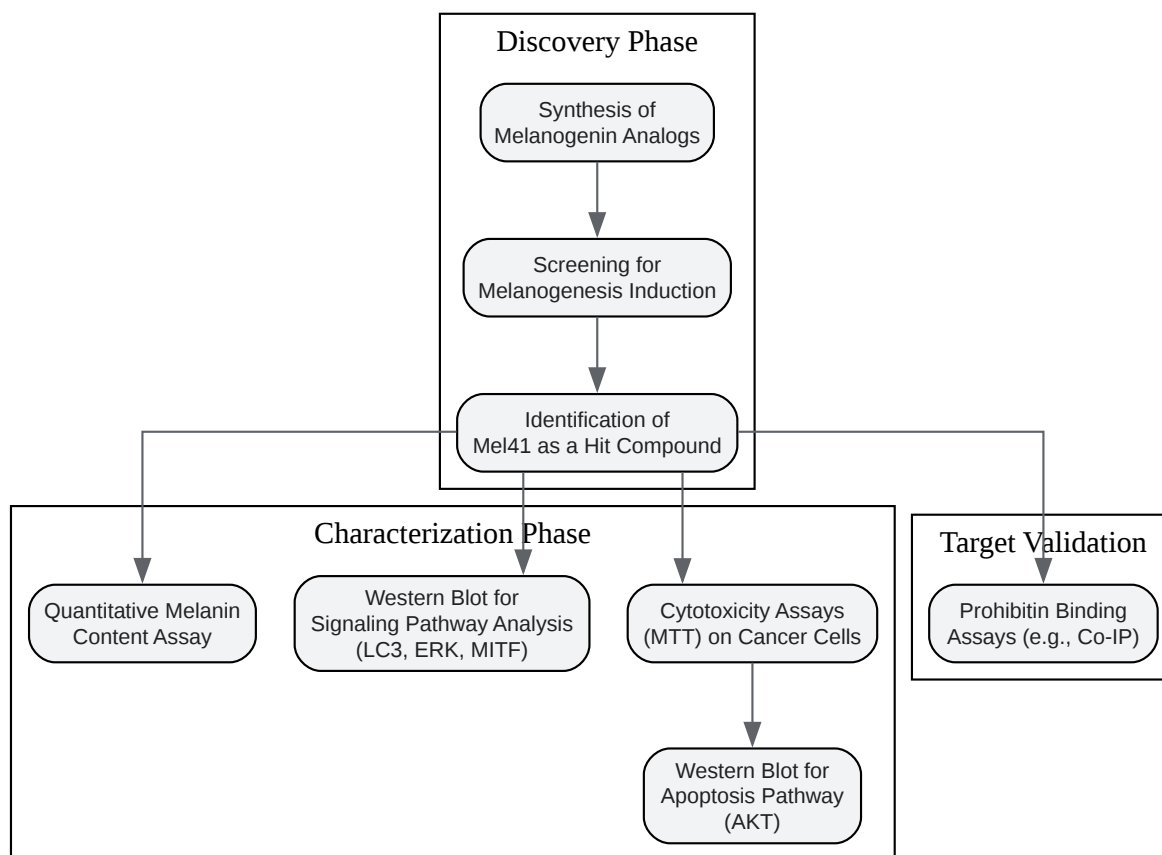 Discovery Phase
Synthesis of
Melanogenin Analogs
Screening for
Melanogenesis Induction
Identification of
Mel41 as a Hit Compound
Characterization Phase
Quantitative Melanin
Content Assay
Western Blot for
Signaling Pathway Analysis
(LC3, ERK, MITF)
Cytotoxicity Assays
(MTT) on Cancer Cells
Western Blot for
Apoptosis Pathway
(AKT)
Target Validation
Prohibitin Binding
Assays (e.g., Co-IP)